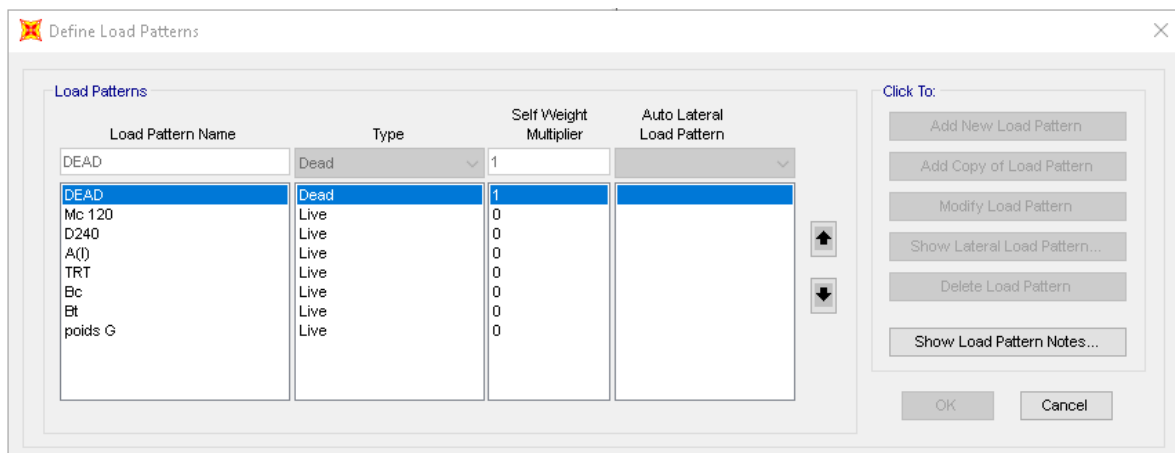 Define Load Patterns
Load Patterns
Click To:
Load Pattern Name Type Self Weight Multiplier Auto Lateral Load Pattern
DEAD Dead 1
DEAD Dead 1
Mc 120 Live 0
D240 Live 0
A(l) Live 0
TRT Live 0
Bc Live 0
Bt Live 0
poids G Live 0
Add New Load Pattern
Add Copy of Load Pattern
Modify Load Pattern
Show Lateral Load Pattern...
Delete Load Pattern
Show Load Pattern Notes...
OK Cancel